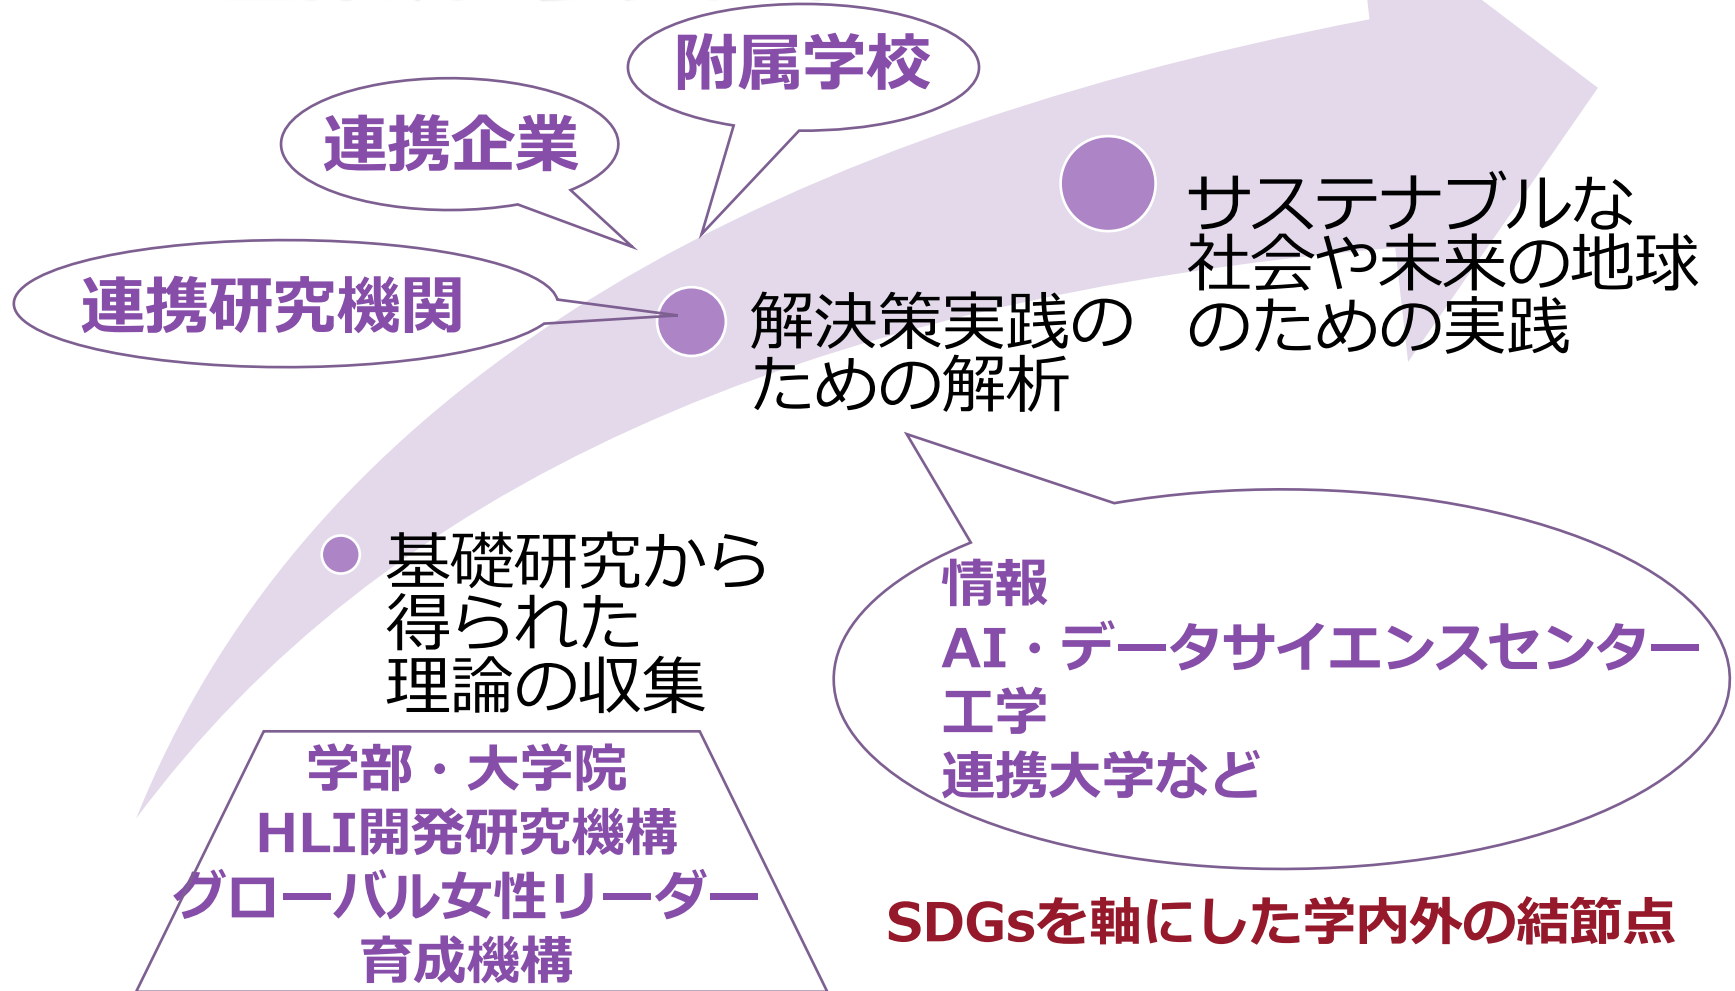 附属学校
連携企業
連携研究機関
サステナブルな
社会や未来の地球
のための実践
解決策実践の
ための解析
基礎研究から
得られた
理論の収集
情報
AI・データサイエンスセンター
工学
連携大学など
学部・大学院
HLI開発研究機構
グローバル女性リーダー
育成機構
SDGsを軸にした学内外の結節点